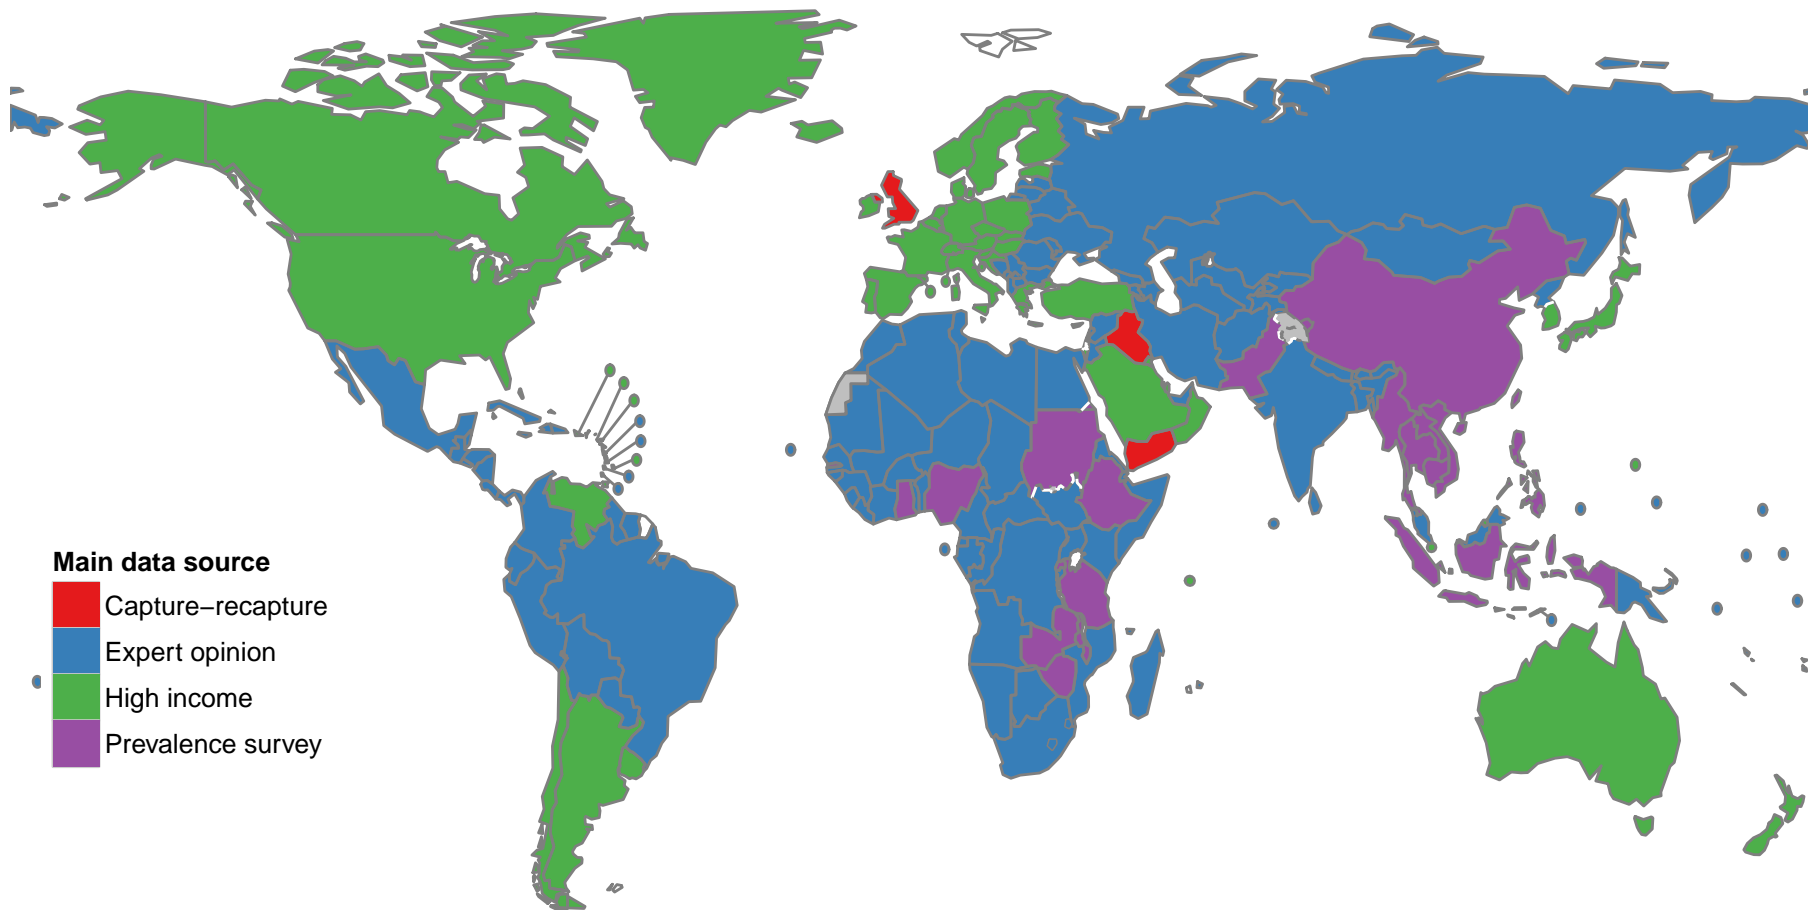 Main data source
Capture−recapture
Expert opinion
High income
Prevalence survey